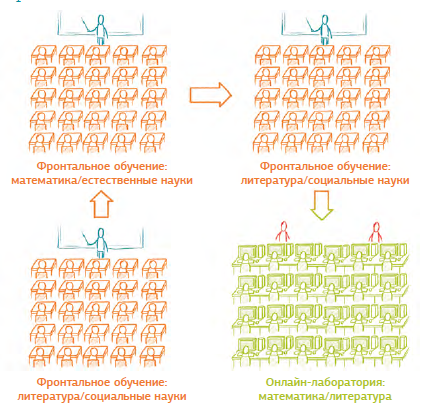 Фронтальное обучение:
математика/естественные науки
Фронтальное обучение:
литература/социальные науки
Фронтальное обучение:
литература/социальные науки
Онлайн-лаборатория:
математика/литература